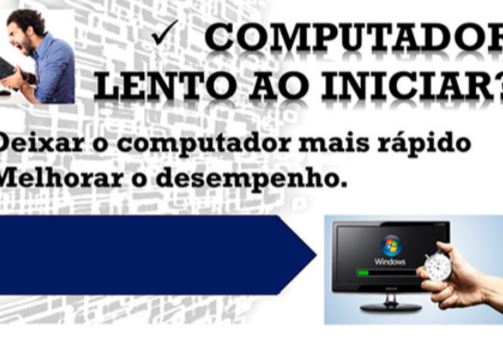 ✓ COMPUTADOR
LENTO AO INICIAR?
Deixar o computador mais rápido
Melhorar o desempenho.
Windows